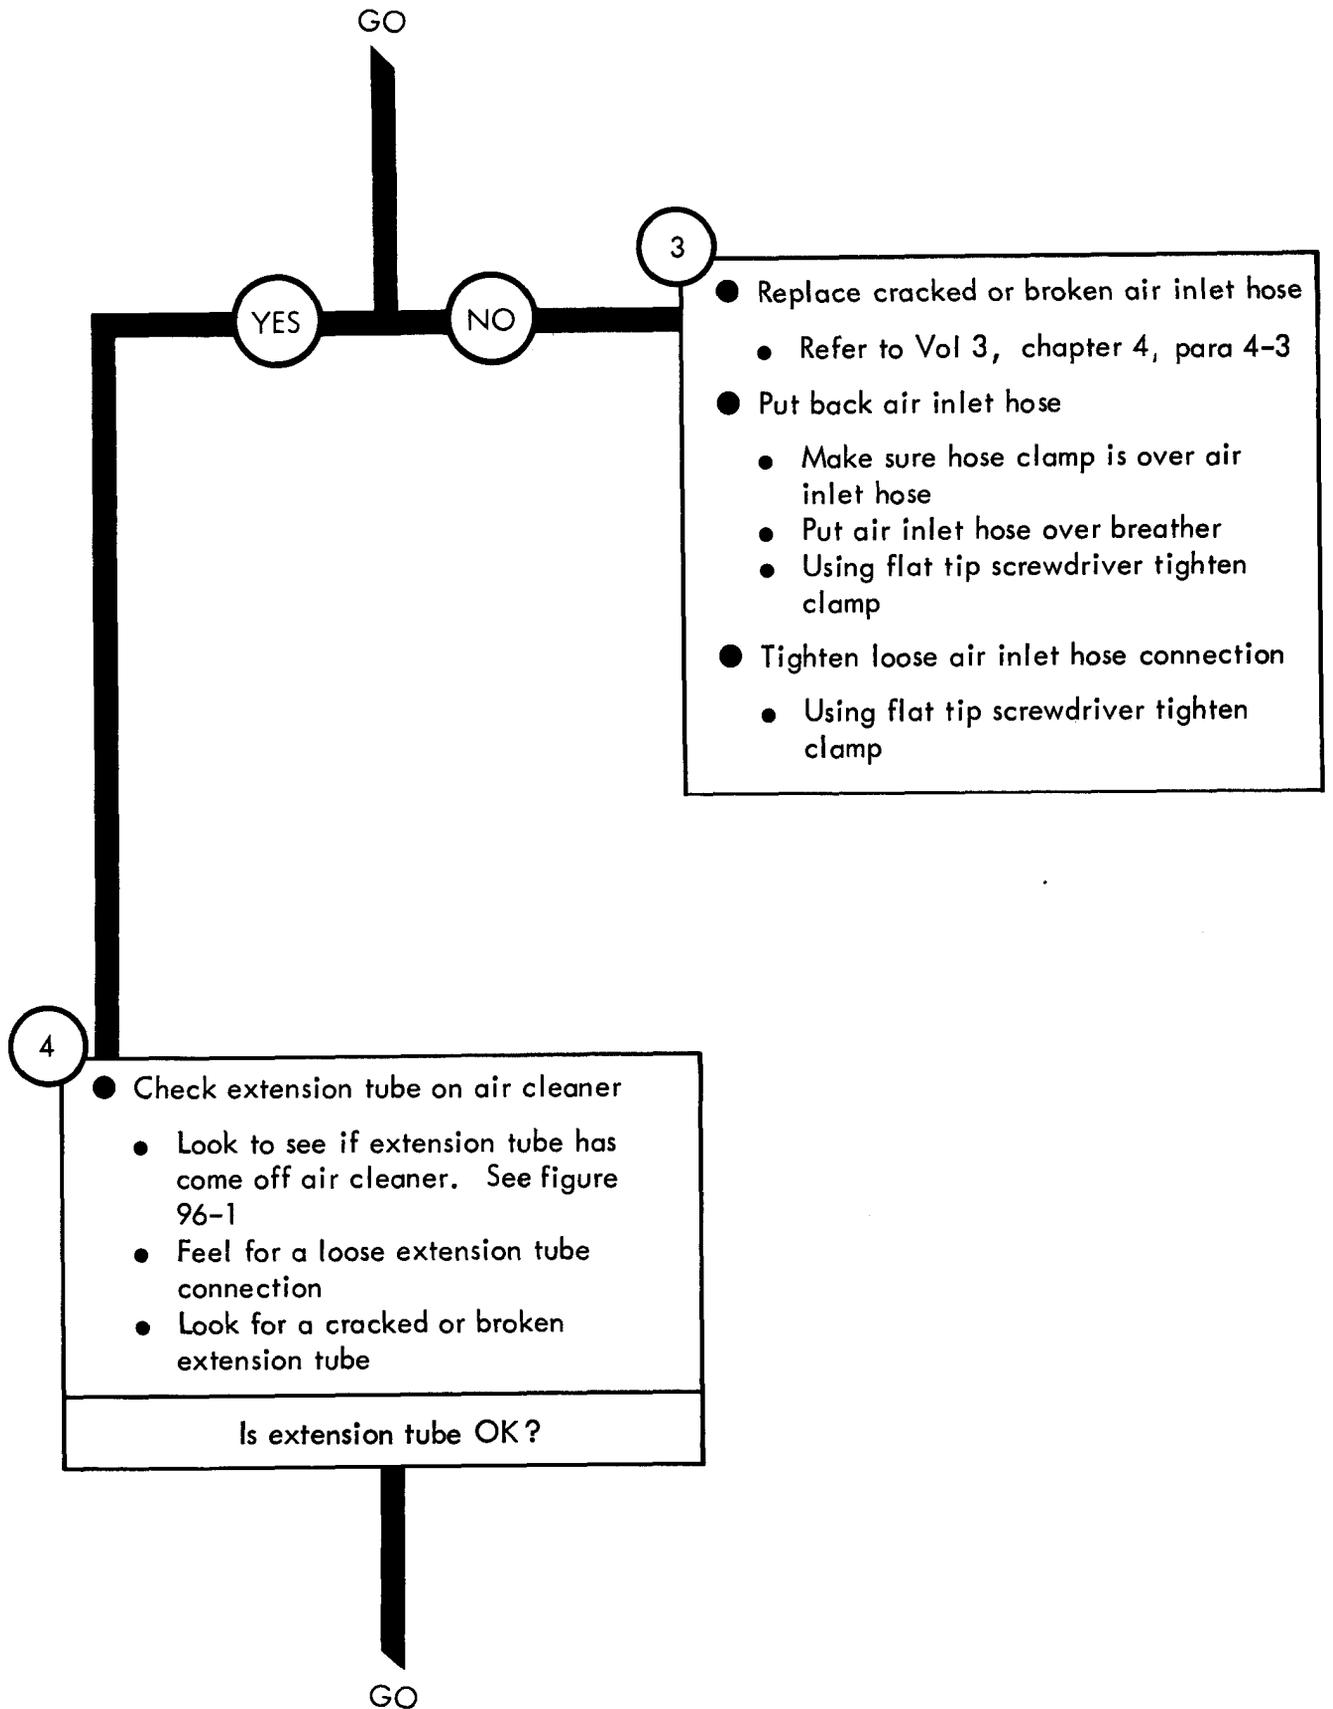 GO
YES
NO
3
● Replace cracked or broken air inlet hose
● Refer to Vol 3, chapter 4, para 4-3
● Put back air inlet hose
● Make sure hose clamp is over air
inlet hose
● Put air inlet hose over breather
● Using flat tip screwdriver tighten
clamp
● Tighten loose air inlet hose connection
● Using flat tip screwdriver tighten
clamp
4
● Check extension tube on air cleaner
● Look to see if extension tube has
come off air cleaner. See figure
96-1
● Feel for a loose extension tube
connection
● Look for a cracked or broken
extension tube
Is extension tube OK?
GO